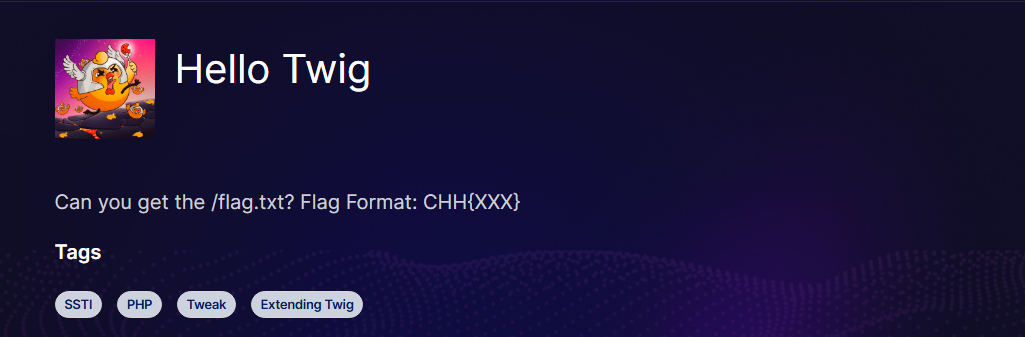 Hello Twig
Can you get the /flag.txt? Flag Format: CHH{XXX}
Tags
SSTI PHP Tweak Extending Twig